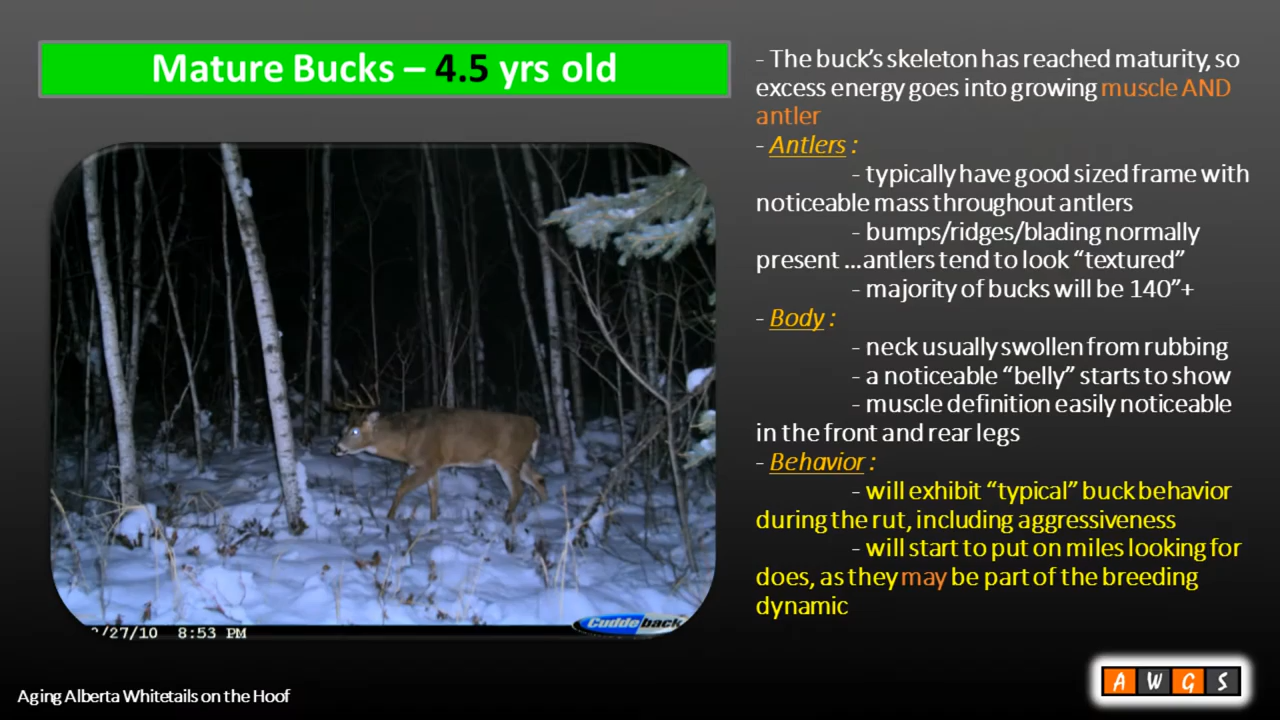 Mature Bucks – 4.5 yrs old
- The buck's skeleton has reached maturity, so
excess energy goes into growing muscle AND
antler
- Antlers :
- typically have good sized frame with
noticeable mass throughout antlers
- bumps/ridges/blading normally
present ...antlers tend to look “textured”
- majority of bucks will be 140”+
- Body :
- neck usually swollen from rubbing
- a noticeable “belly” starts to show
- muscle definition easily noticeable
in the front and rear legs
- Behavior :
- will exhibit “typical” buck behavior
during the rut, including aggressiveness
- will start to put on miles looking for
does, as they may be part of the breeding
dynamic
/27/10 8:53 PM
Cuddeback
Aging Alberta Whitetails on the Hoof
A W G S